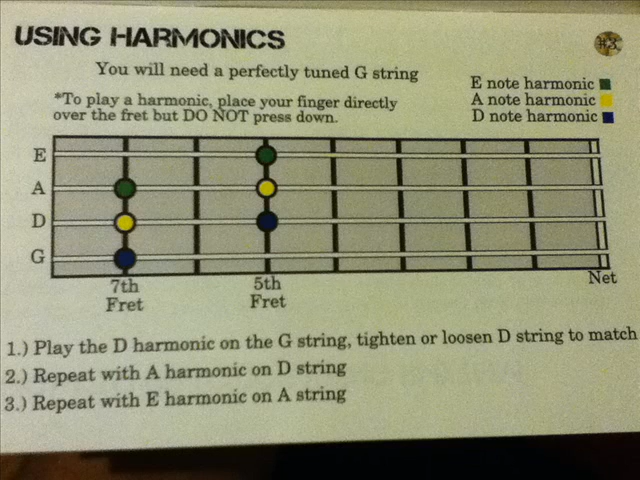 USING HARMONICS
#3
You will need a perfectly tuned G string
*To play a harmonic, place your finger directly
over the fret but DO NOT press down.
E note harmonic
A note harmonic
D note harmonic
E
A
D
G
7th
Fret
5th
Fret
Net
1.) Play the D harmonic on the G string, tighten or loosen D string to match
2.) Repeat with A harmonic on D string
3.) Repeat with E harmonic on A string